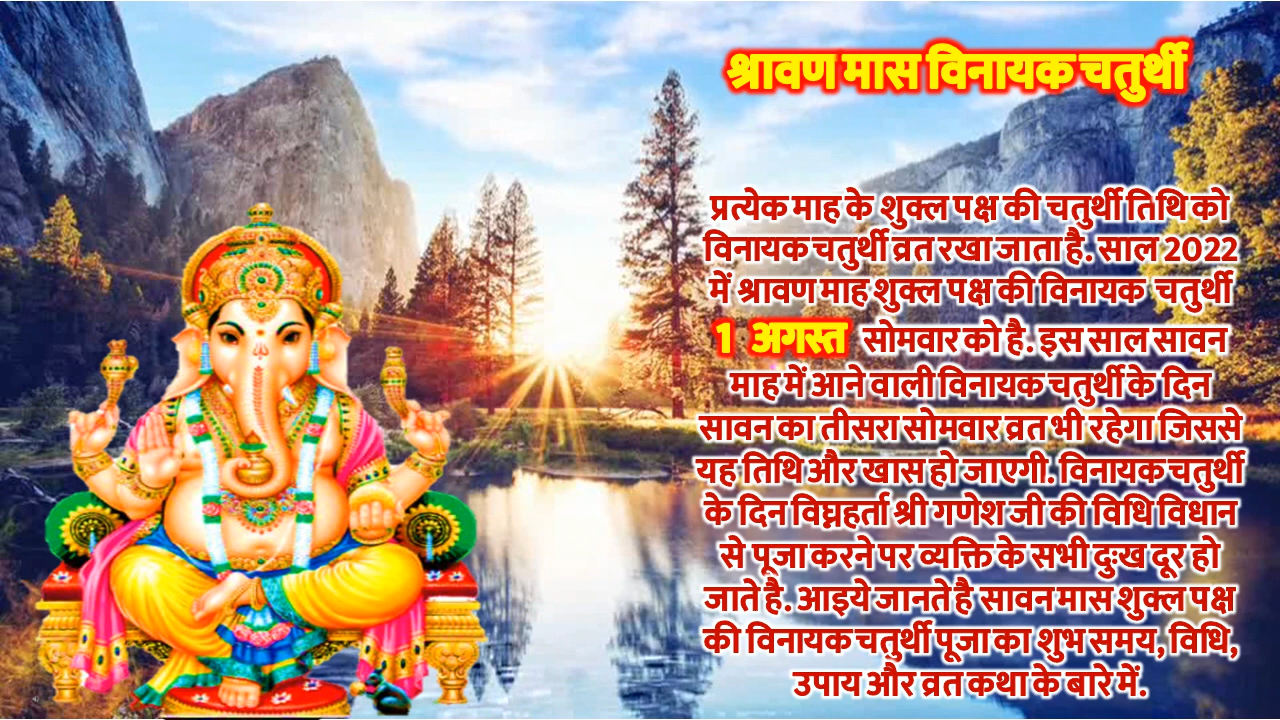 श्रावण मास विनायक चतुर्थी
प्रत्येक माह के शुक्ल पक्ष की चतुर्थी तिथि को
विनायक चतुर्थी व्रत रखा जाता है. साल 2022
में श्रावण माह शुक्ल पक्ष की विनायक चतुर्थी
1 अगस्त सोमवार को है. इस साल सावन
माह में आने वाली विनायक चतुर्थी के दिन
सावन का तीसरा सोमवार व्रत भी रहेगा जिससे
यह तिथि और खास हो जाएगी. विनायक चतुर्थी
के दिन विघ्नहर्ता श्री गणेश जी की विधि विधान
से पूजा करने पर व्यक्ति के सभी दुःख दूर हो
जाते है. आइये जानते है सावन मास शुक्ल पक्ष
की विनायक चतुर्थी पूजा का शुभ समय, विधि,
उपाय और व्रत कथा के बारे में.